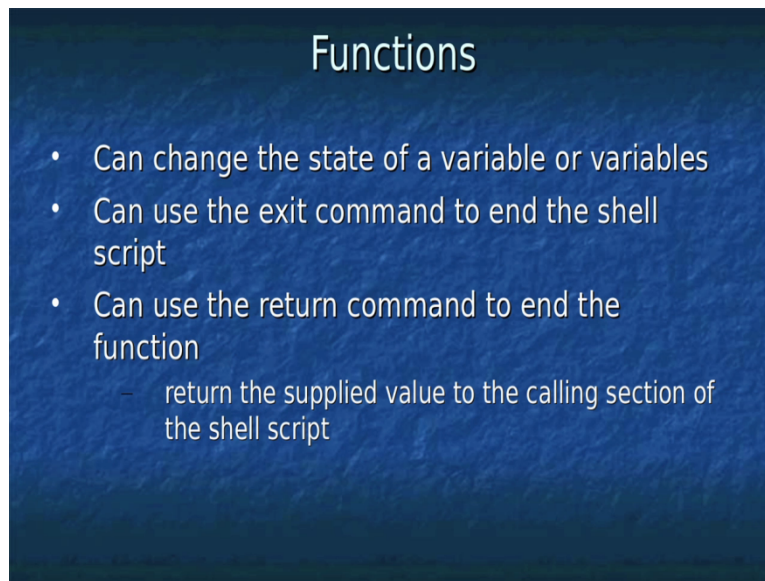 Functions
• Can change the state of a variable or variables
• Can use the exit command to end the shell
script
• Can use the return command to end the
function
– return the supplied value to the calling section of
the shell script